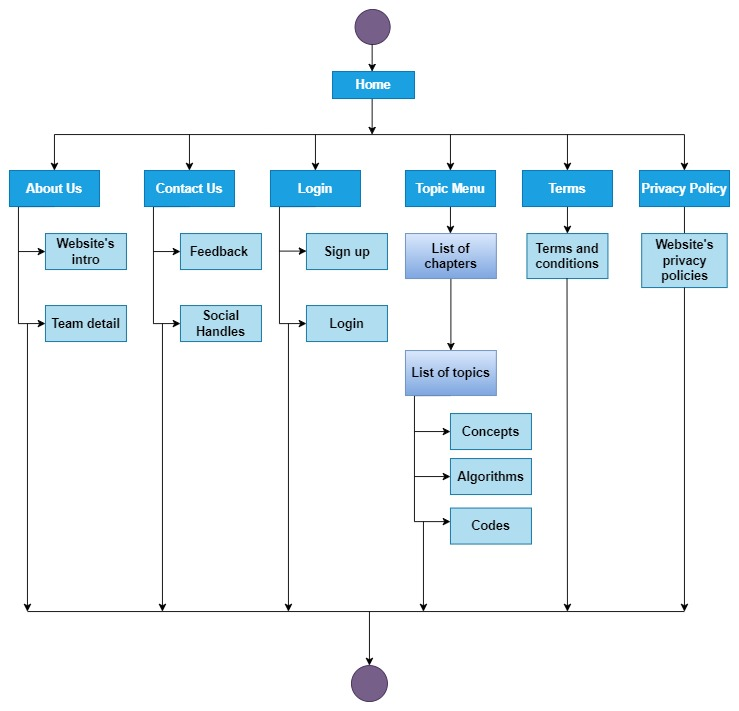 Home
About Us
Contact Us
Login
Topic Menu
Terms
Privacy Policy
Website's
intro
Feedback
Sign up
List of
chapters
Terms and
conditions
Website's
privacy
policies
Team detail
Social
Handles
Login
List of topics
Concepts
Algorithms
Codes